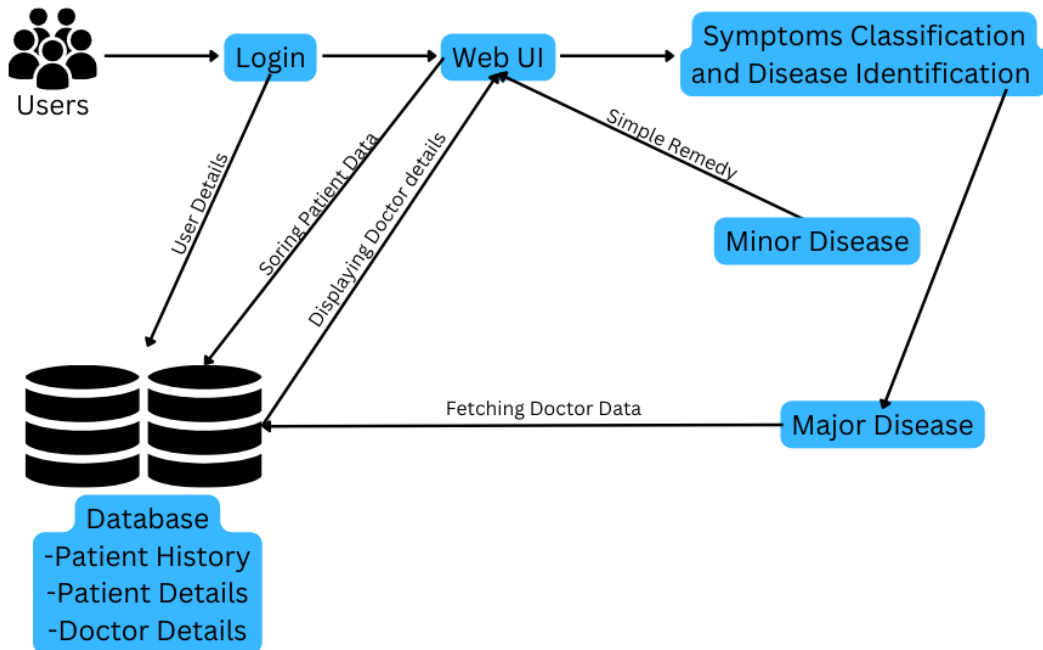 Users
Login
Web UI
Symptoms Classification
and Disease Identification
User Details
Soring Patient Data
Displaying Doctor details
Simple Remedy
Minor Disease
Fetching Doctor Data
Major Disease
Database
-Patient History
-Patient Details
-Doctor Details